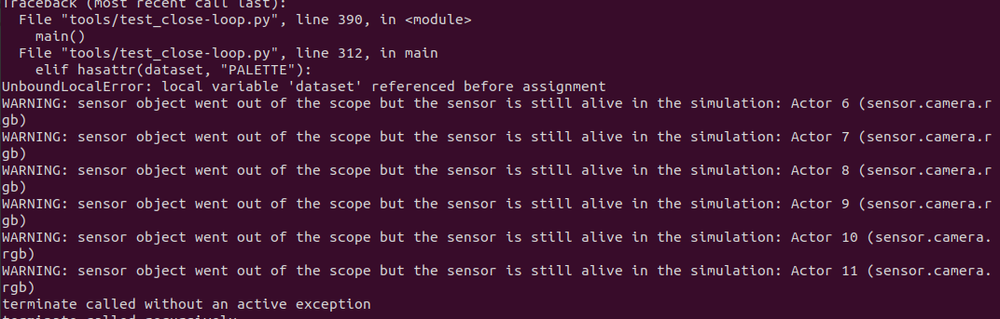 Traceback (most recent call last):
  File "tools/test_close-loop.py", line 390, in <module>
    main()
  File "tools/test_close-loop.py", line 312, in main
    elif hasattr(dataset, "PALETTE"):
UnboundLocalError: local variable 'dataset' referenced before assignment
WARNING: sensor object went out of the scope but the sensor is still alive in the simulation: Actor 6 (sensor.camera.r
gb)
WARNING: sensor object went out of the scope but the sensor is still alive in the simulation: Actor 7 (sensor.camera.r
gb)
WARNING: sensor object went out of the scope but the sensor is still alive in the simulation: Actor 8 (sensor.camera.r
gb)
WARNING: sensor object went out of the scope but the sensor is still alive in the simulation: Actor 9 (sensor.camera.r
gb)
WARNING: sensor object went out of the scope but the sensor is still alive in the simulation: Actor 10 (sensor.camera.
rgb)
WARNING: sensor object went out of the scope but the sensor is still alive in the simulation: Actor 11 (sensor.camera.
rgb)
terminate called without an active exception
terminate called recursively